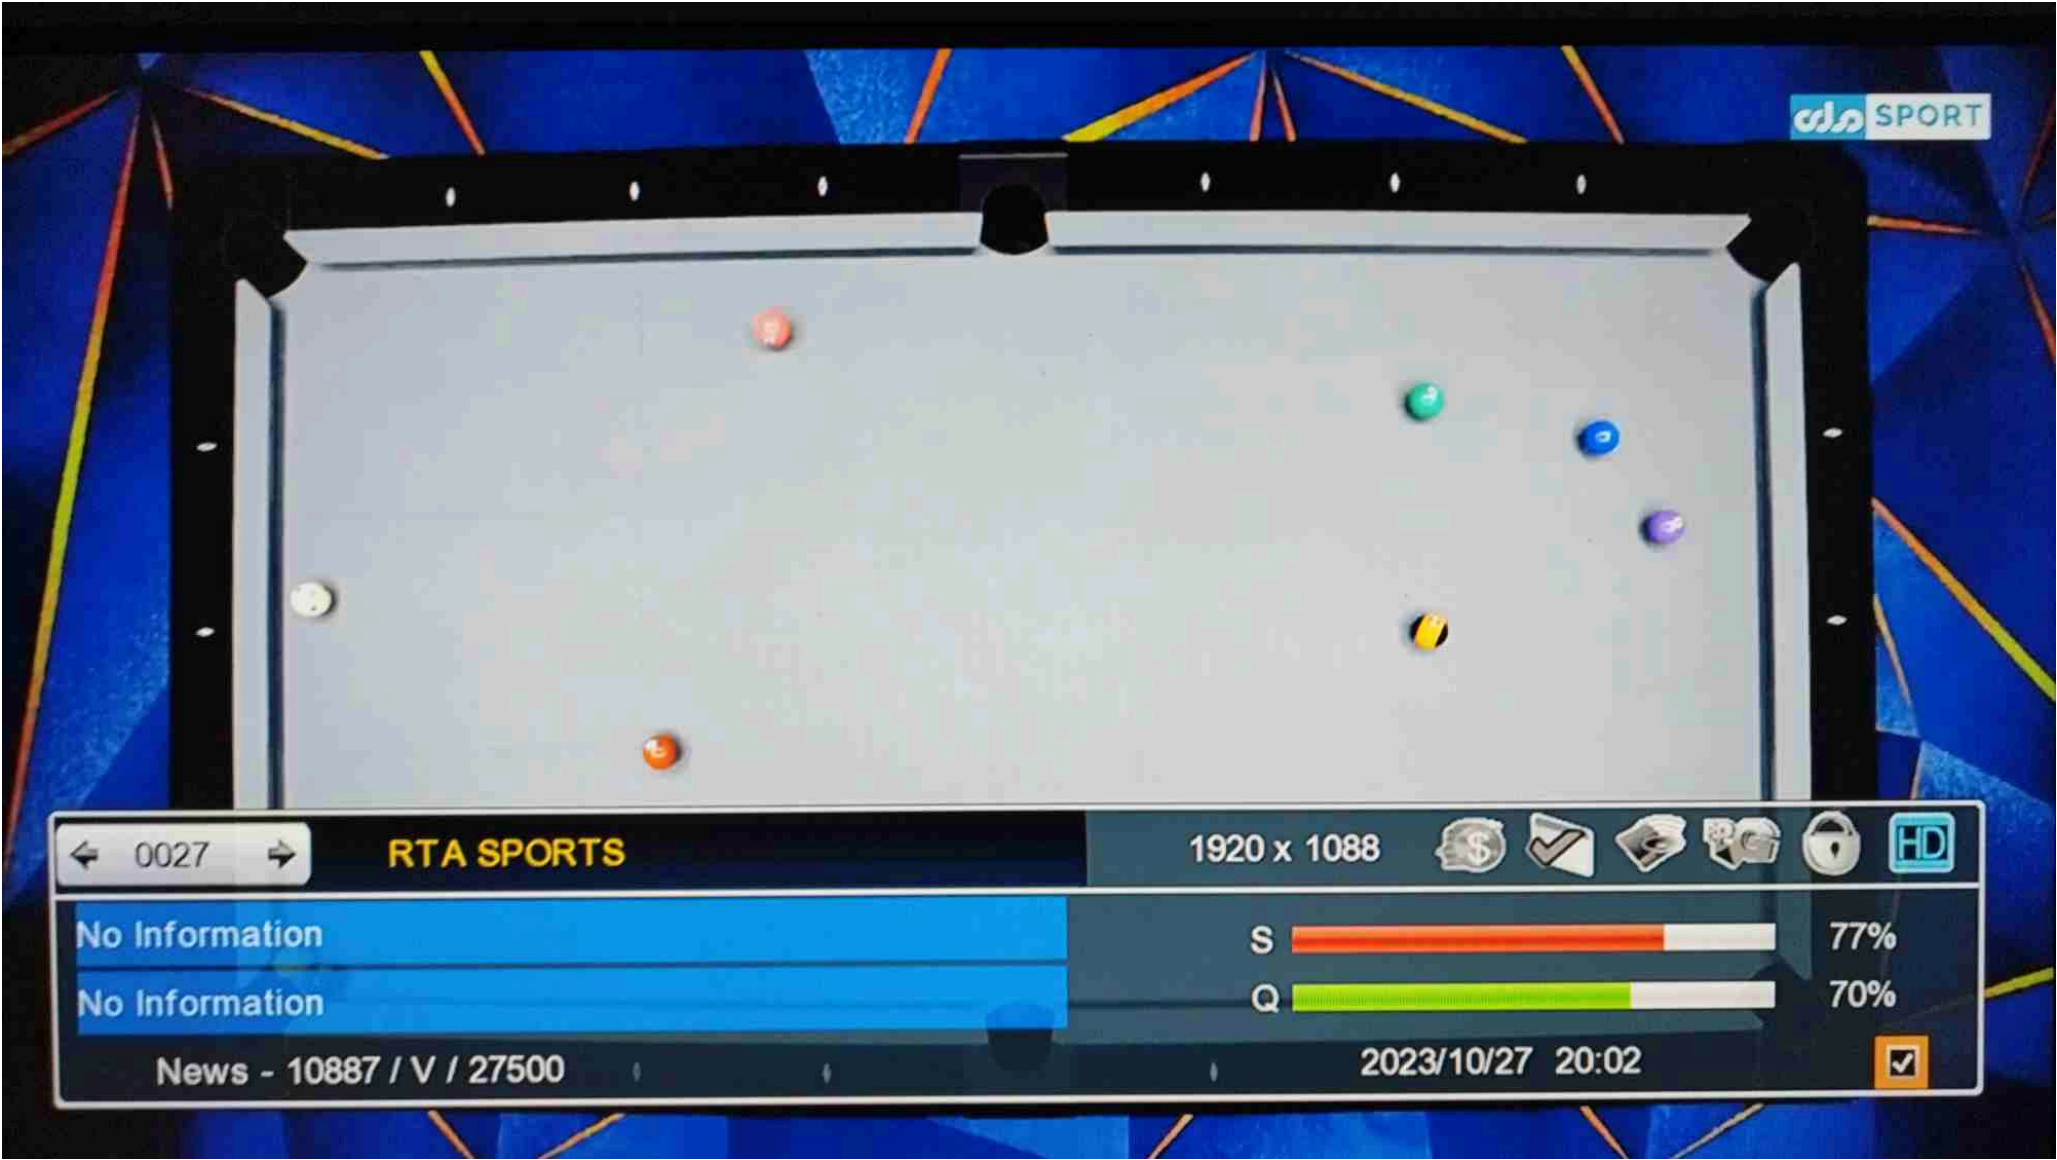 SPORT
0027 RTA SPORTS 1920 x 1088 HD
No Information
S 77%
No Information
Q 70%
News - 10887 / V / 27500 2023/10/27 20:02